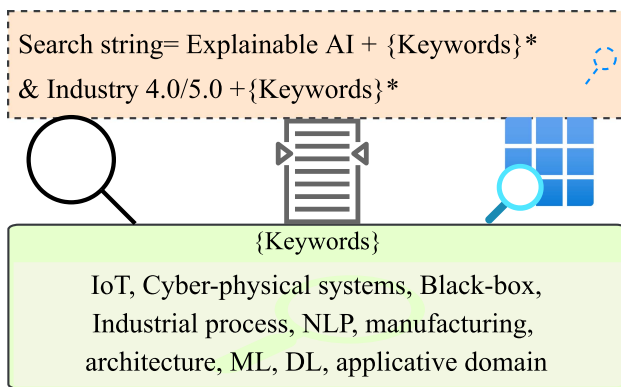 Search string= Explainable AI + {Keywords}*
& Industry 4.0/5.0 +{Keywords}*
{Keywords}
IoT, Cyber-physical systems, Black-box,
Industrial process, NLP, manufacturing,
architecture, ML, DL, applicative domain